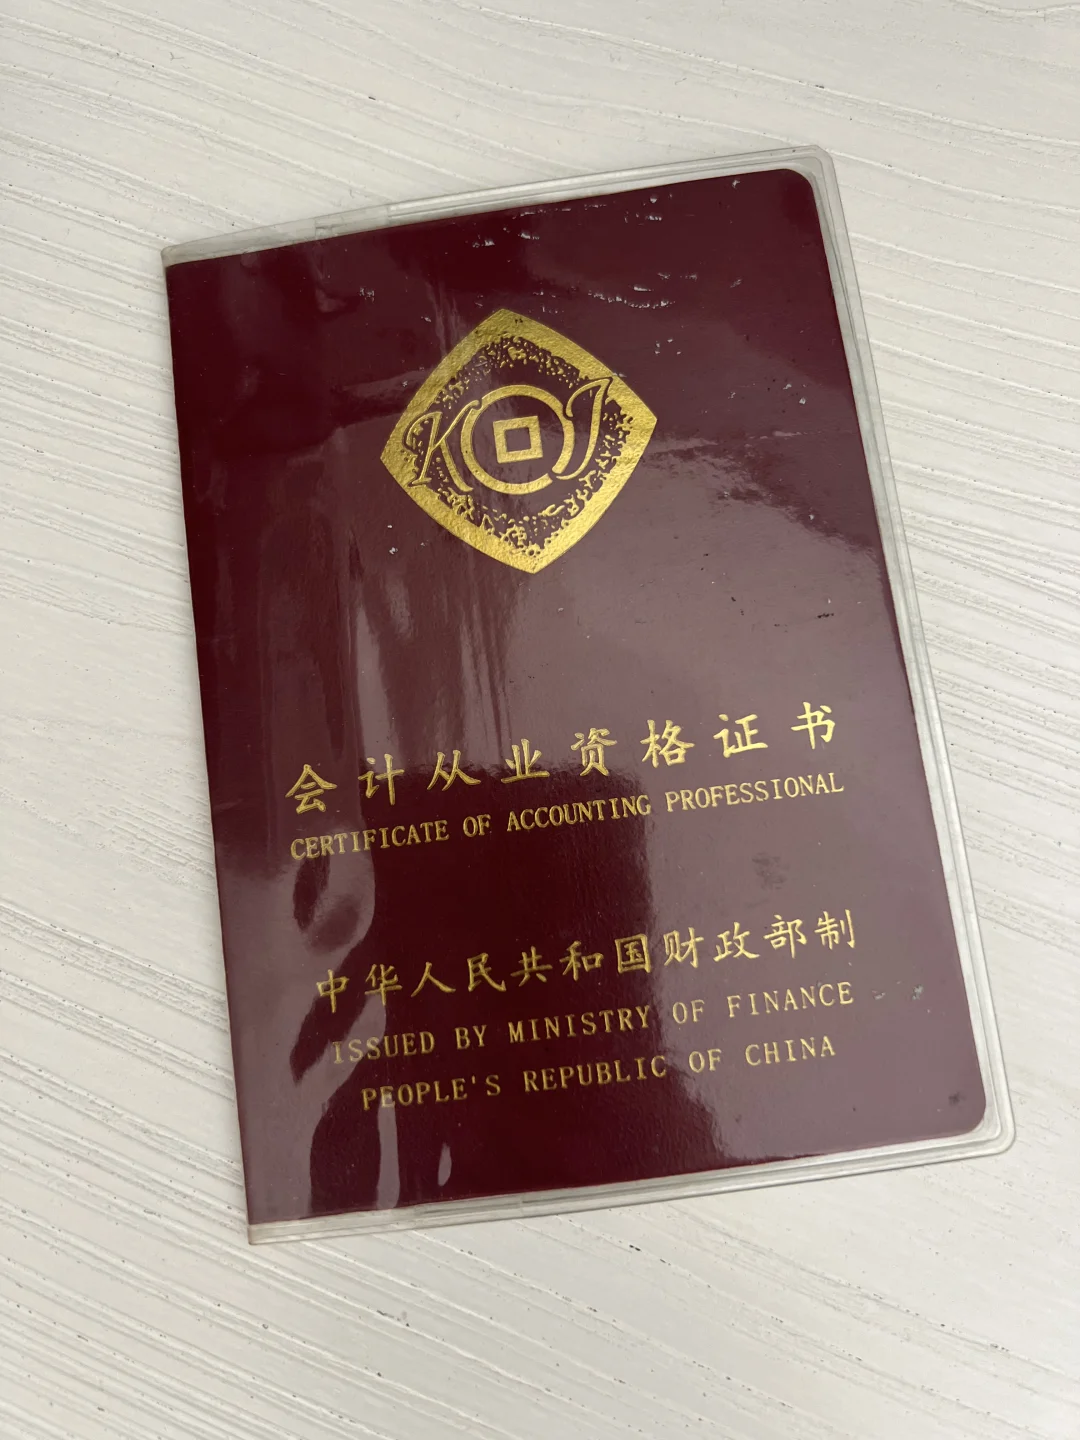 KJ
会计从业资格证书
CERTIFICATE OF ACCOUNTING PROFESSIONAL
中华人民共和国财政部制
ISSUED BY MINISTRY OF FINANCE
PEOPLE'S REPUBLIC OF CHINA